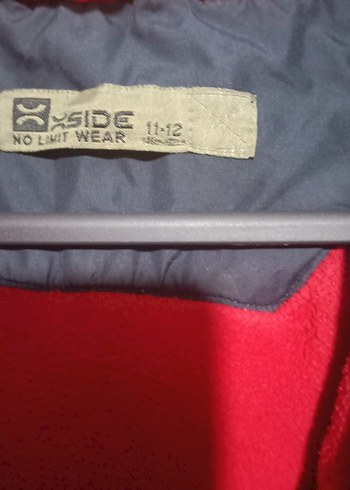 XSIDE
NO LIMIT WEAR
11-12